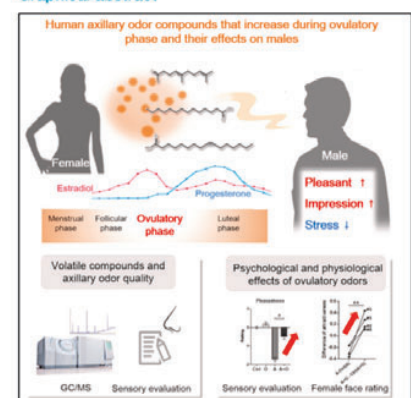 Graphical abstract
Human axillary odor compounds that increase during ovulatory
phase and their effects on males
Female
Male
Estradiol
Progesterone
Pleasant ↑
Impression ↑
Stress ↓
Menstrual phase
Follicular phase
Ovulatory phase
Luteal phase
Volatile compounds and
axillary odor quality
Psychological and physiological
effects of ovulatory odors
GC/MS
Sensory evaluation
Sensory evaluation
Female face rating